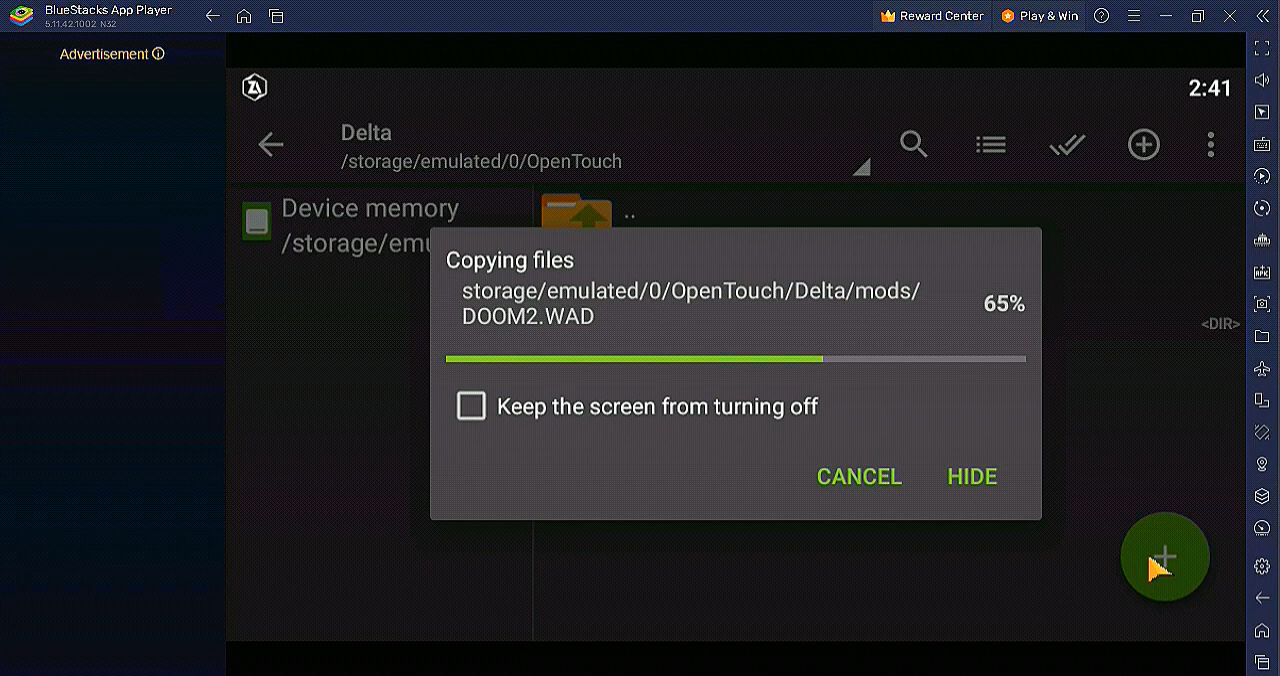 BlueStacks App Player
5.11.42.1002 N32
Reward Center
Play & Win
Advertisement
2:41
Delta
/storage/emulated/0/OpenTouch
Device memory
/storage/emu
..
<DIR>
Copying files
storage/emulated/0/OpenTouch/Delta/mods/
DOOM2.WAD
65%
Keep the screen from turning off
CANCEL
HIDE